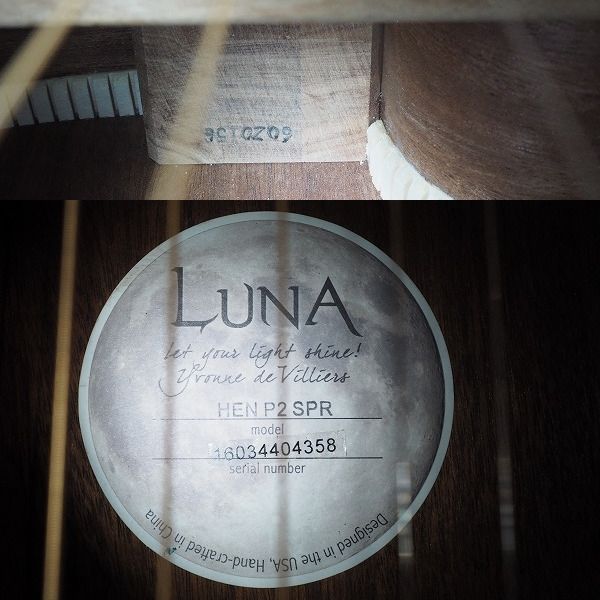 LUNA
Let your light shine!
Yvonne de Villiers
HEN P2 SPR
model
16034404358
serial number
Designed in the USA, Hand-crafted in China